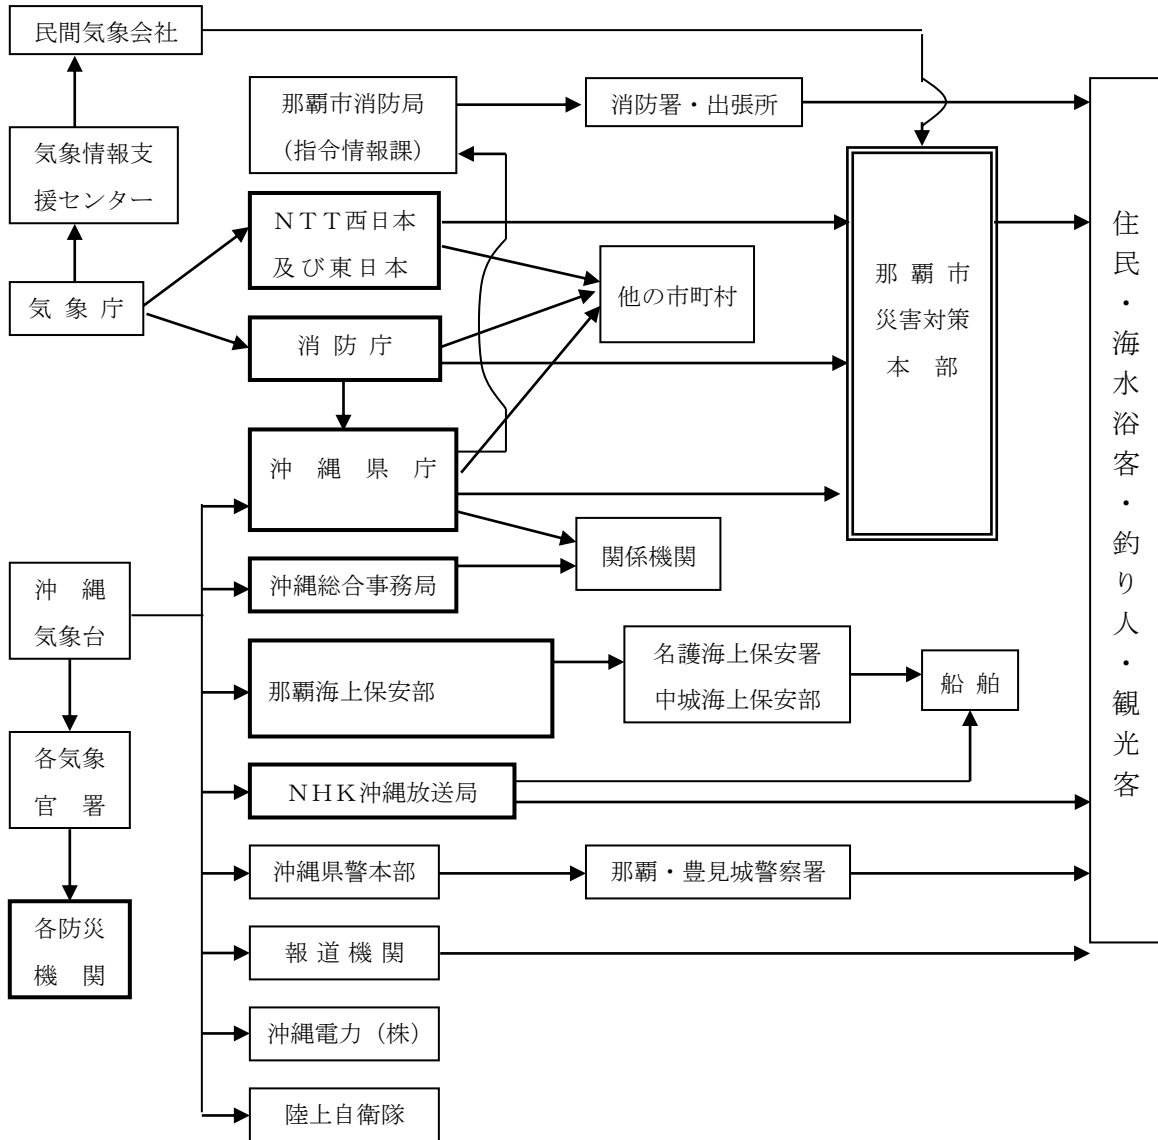 民間気象会社
那覇市消防局
(指令情報課)
消防署・出張所
気象情報支
援センター
NTT西日本
及び東日本
住民・海水浴客・釣り人・観光客
那覇市
災害対策
本部
気象庁
他の市町村
消防庁
沖縄県庁
関係機関
沖縄総合事務局
沖縄
気象台
那覇海上保安部
名護海上保安署
中城海上保安部
船舶
各気象
官署
NHK沖縄放送局
沖縄県警本部
那覇・豊見城警察署
各防災
機関
報道機関
沖縄電力(株)
陸上自衛隊